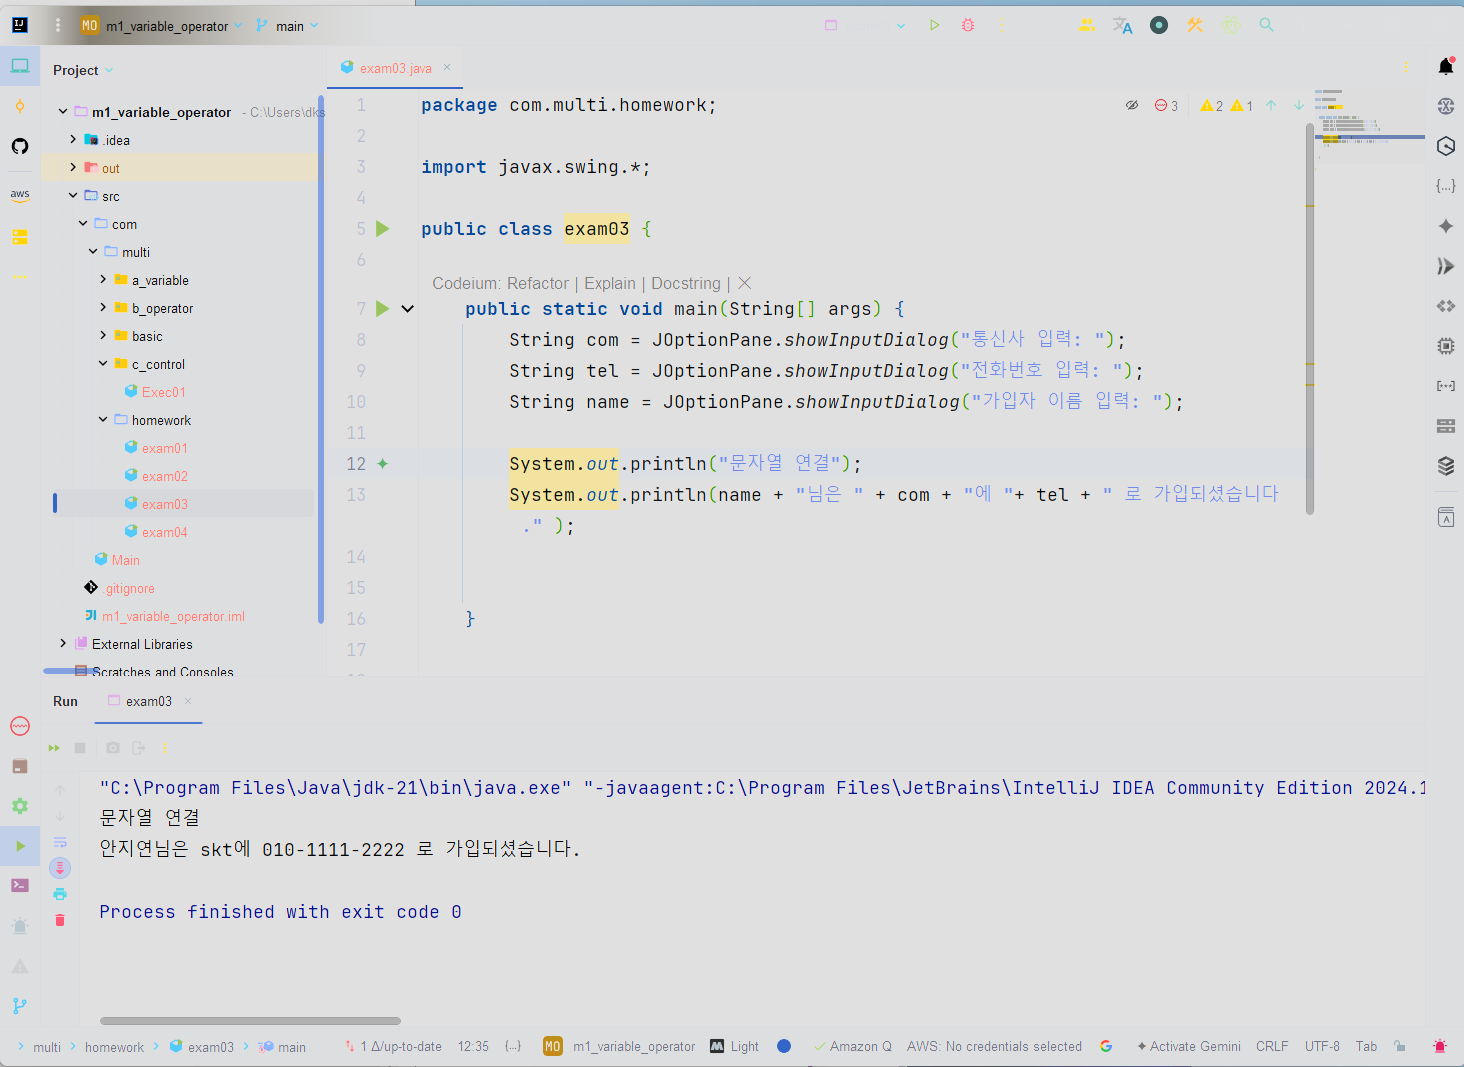 MO m1_variable_operator main
Project
exam03.java
m1_variable_operator - C:\Users\dks
.idea
out
src
com
multi
a_variable
b_operator
basic
c_control
Exec01
homework
exam01
exam02
exam03
exam04
Main
.gitignore
m1_variable_operator.iml
External Libraries
Scratches and Consoles
3 2 1
1 package com.multi.homework;
2
3 import javax.swing.*;
4
5 public class exam03 {
6
Codeium: Refactor | Explain | Docstring |
7 public static void main(String[] args) {
8 String com = JOptionPane.showInputDialog("통신사 입력: ");
9 String tel = JOptionPane.showInputDialog("전화번호 입력: ");
10 String name = JOptionPane.showInputDialog("가입자 이름 입력: ");
11
12 System.out.println("문자열 연결");
13 System.out.println(name + "님은 " + com + "에 "+ tel + " 로 가입되셨습니다
." );
14
15
16 }
17
Run exam03
"C:\Program Files\Java\jdk-21\bin\java.exe" "-javaagent:C:\Program Files\JetBrains\IntelliJ IDEA Community Edition 2024.1
문자열 연결
안지연님은 skt에 010-1111-2222 로 가입되셨습니다.
Process finished with exit code 0
multi homework exam03 main 1 Δ/up-to-date 12:35 {...} MO m1_variable_operator Light Amazon Q AWS: No credentials selected Activate Gemini CRLF UTF-8 Tab
aws